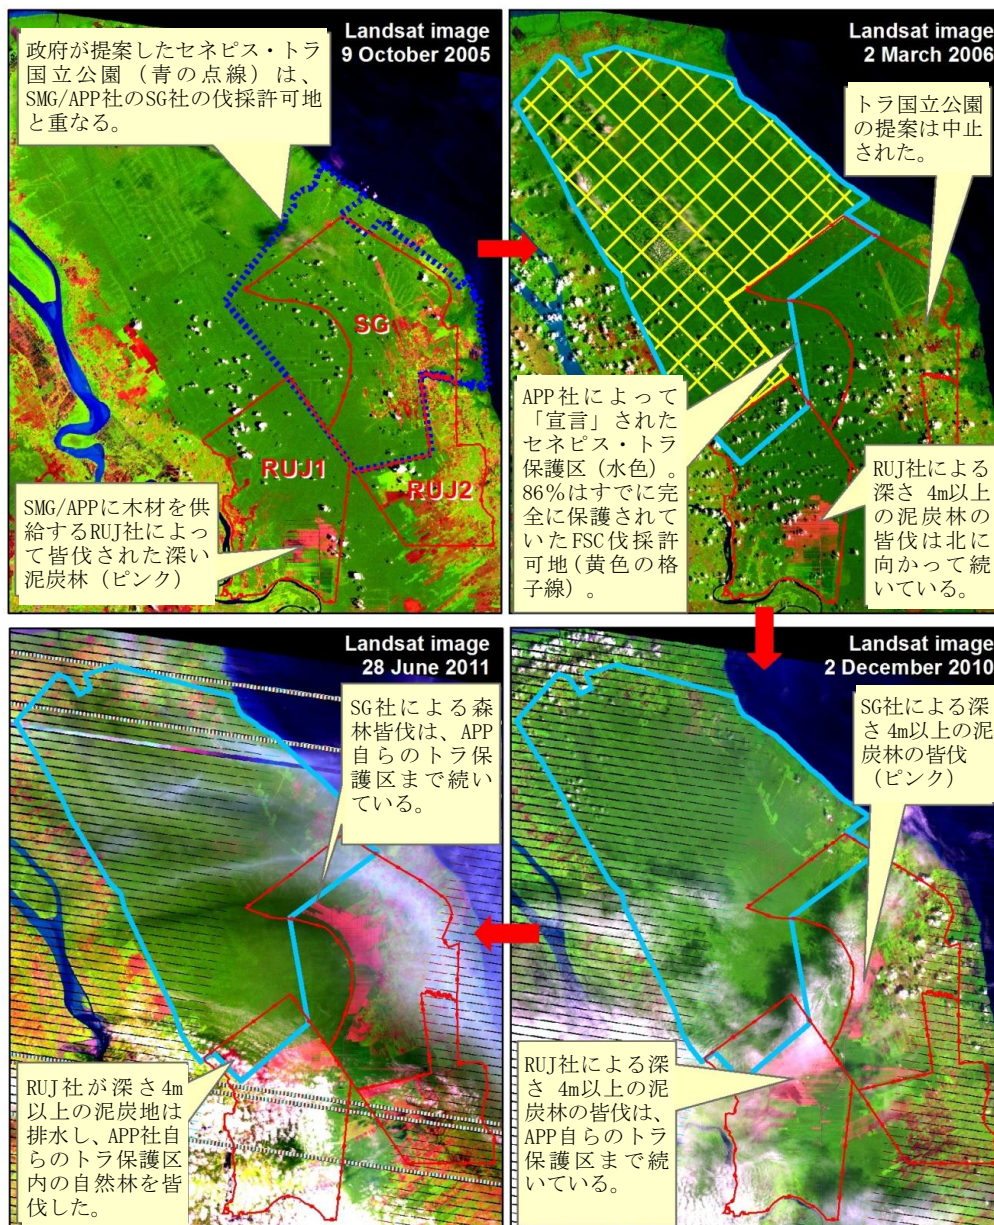 Landsat image
9 October 2005
政府が提案したセネピス・トラ
国立公園（青の点線）は、
SMG/APP社のSG社の伐採許可地
と重なる。
SG
RUJ1
RUJ2
SMG/APPに木材を供
給するRUJ社によっ
て皆伐された深い
泥炭林（ピンク）
Landsat image
2 March 2006
トラ国立公園
の提案は中止
された。
APP社によって
「宣言」された
セネピス・トラ
保護区（水色）。
86%はすでに完
全に保護されて
いたFSC伐採許
可地(黄色の格
子線）。
RUJ社による
深さ 4m以上
の泥炭林の
皆伐は北に
向かって続
いている。
Landsat image
2 December 2010
SG社による深
さ 4m以上の泥
炭林の皆伐
（ピンク）
RUJ社による深
さ 4m以上の泥
炭林の皆伐は、
APP自らのトラ
保護区まで続
いている。
Landsat image
28 June 2011
SG社による森
林皆伐は、APP
自らのトラ保
護区まで続い
ている。
RUJ社が深さ4m
以上の泥炭地は
排水し、APP社自
らのトラ保護区
内の自然林を皆
伐した。